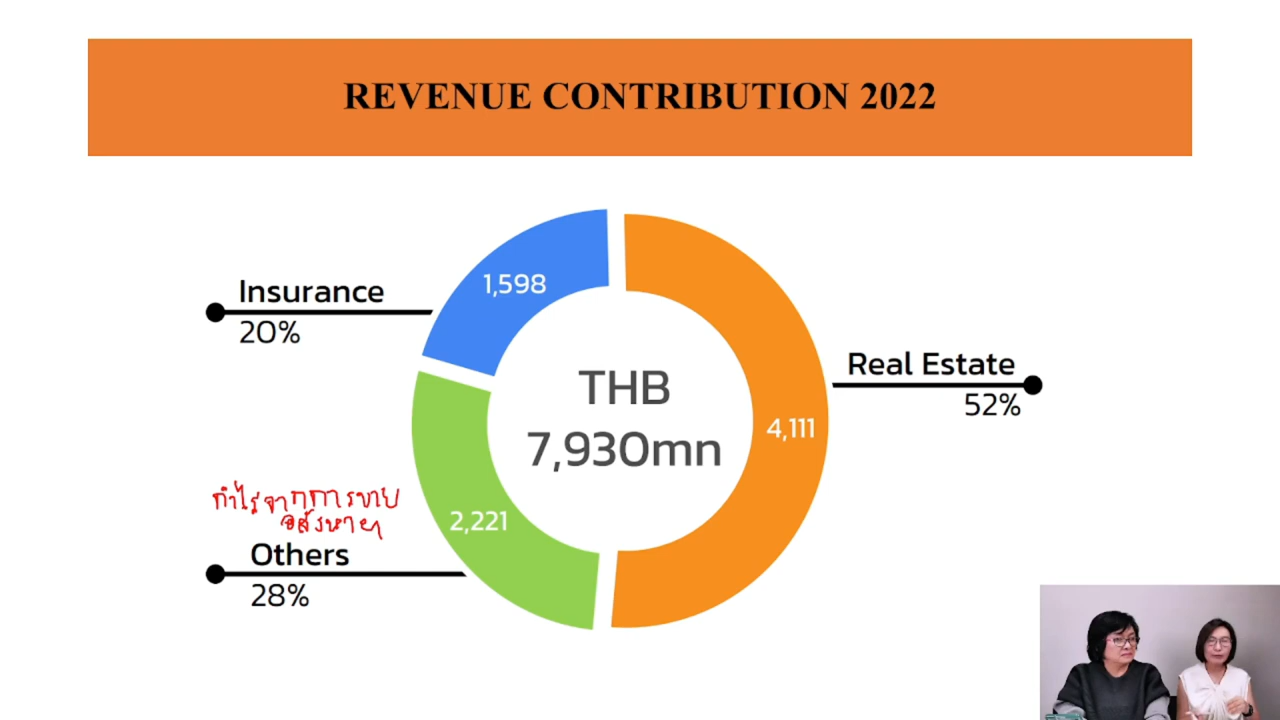 REVENUE CONTRIBUTION 2022
Insurance
20%
1,598
THB
7,930mn
Real Estate
52%
4,111
กำไรจากการขาย
อสังหาฯ
2,221
Others
28%